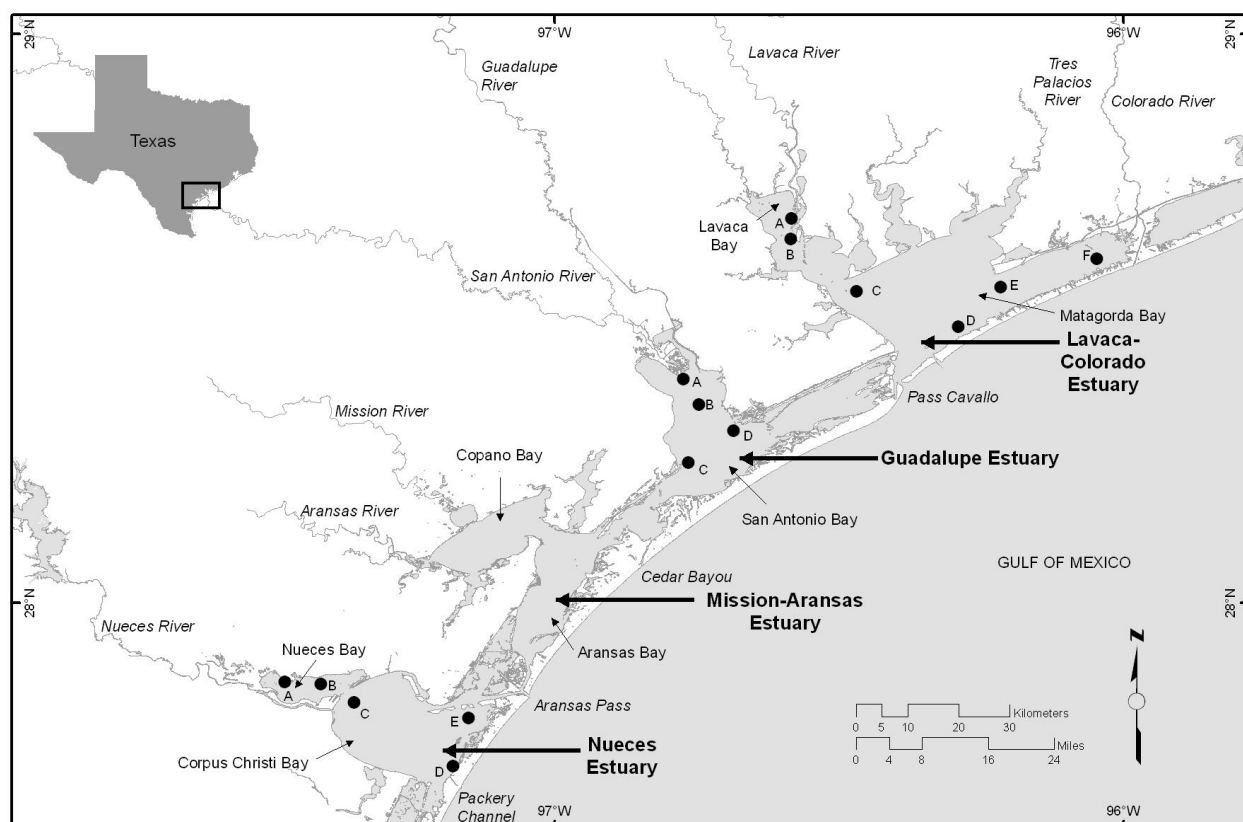 97°W
96°W
29°N
29°N
Lavaca River
Guadalupe
River
Tres
Palacios
River
Colorado River
Texas
Lavaca
Bay
A
B
C
F
E
D
San Antonio River
Matagorda Bay
Lavaca-
Colorado
Estuary
A
B
D
C
Pass Cavallo
Mission River
Copano Bay
Guadalupe Estuary
Aransas River
San Antonio Bay
GULF OF MEXICO
Cedar Bayou
28°N
28°N
Mission-Aransas
Estuary
Nueces River
Nueces Bay
Aransas Bay
A
B
C
E
D
Aransas Pass
N
0 5 10 20 30 Kilometers
0 4 8 16 24 Miles
Corpus Christi Bay
Nueces
Estuary
Packery
Channel
97°W
96°W